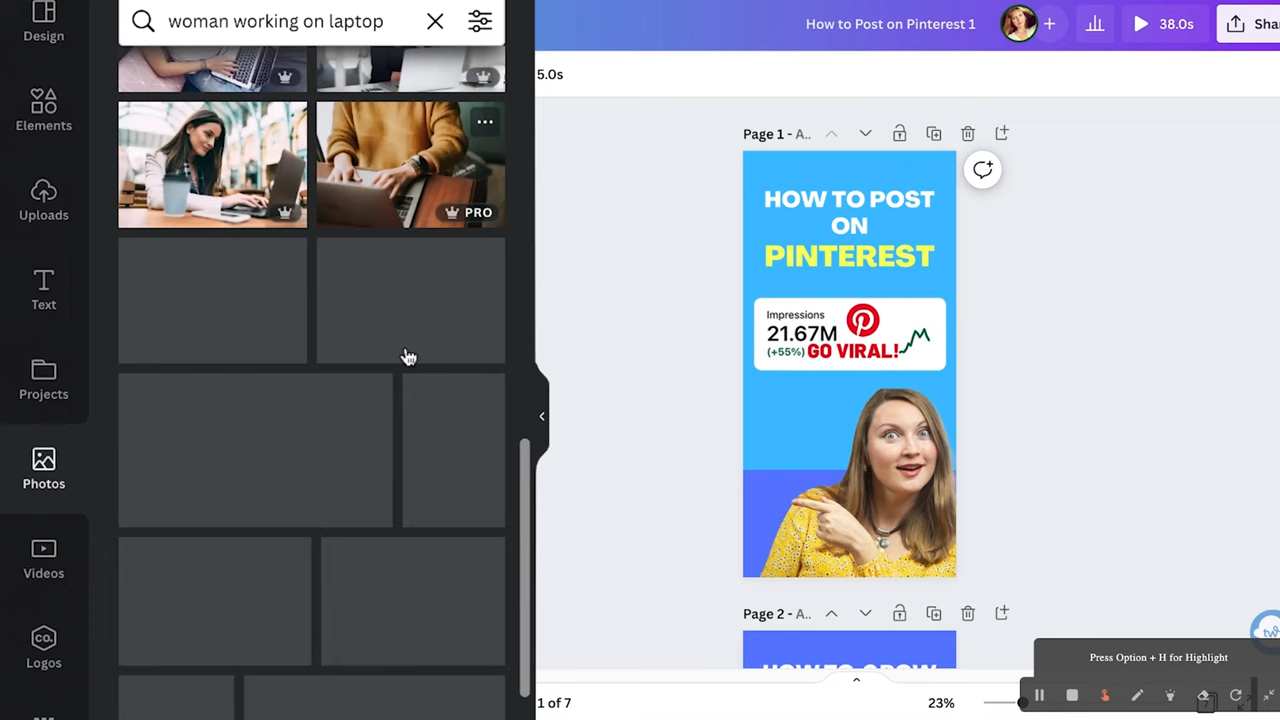 Design
Elements
Uploads
Text
Projects
Photos
Videos
co.
Logos
woman working on laptop
PRO
How to Post on Pinterest 1
38.0s
5.0s
Page 1 - A..
HOW TO POST
ON
PINTEREST
Impressions
21.67M
(+55%) GO VIRAL!
Page 2 - A..
Press Option + H for Highlight
1 of 7
23%